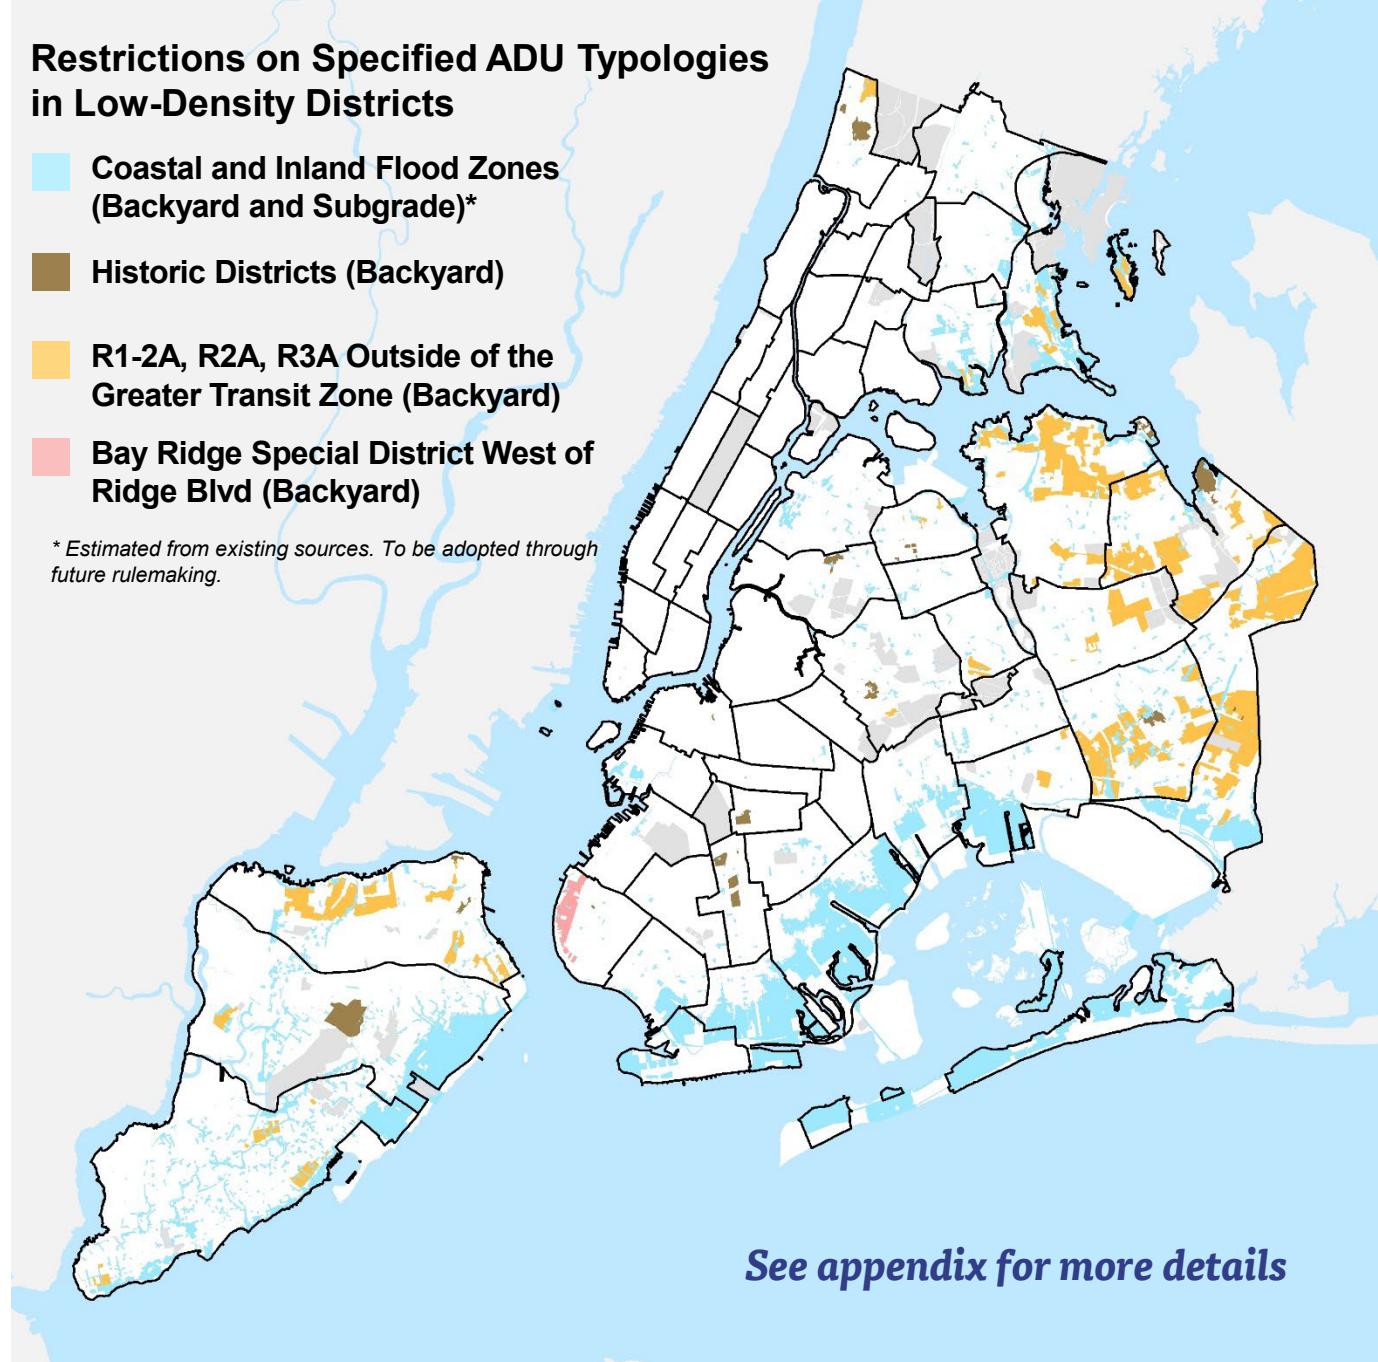 Restrictions on Specified ADU Typologies
in Low-Density Districts
Coastal and Inland Flood Zones
(Backyard and Subgrade)*
Historic Districts (Backyard)
R1-2A, R2A, R3A Outside of the
Greater Transit Zone (Backyard)
Bay Ridge Special District West of
Ridge Blvd (Backyard)
* Estimated from existing sources. To be adopted through
future rulemaking.
See appendix for more details